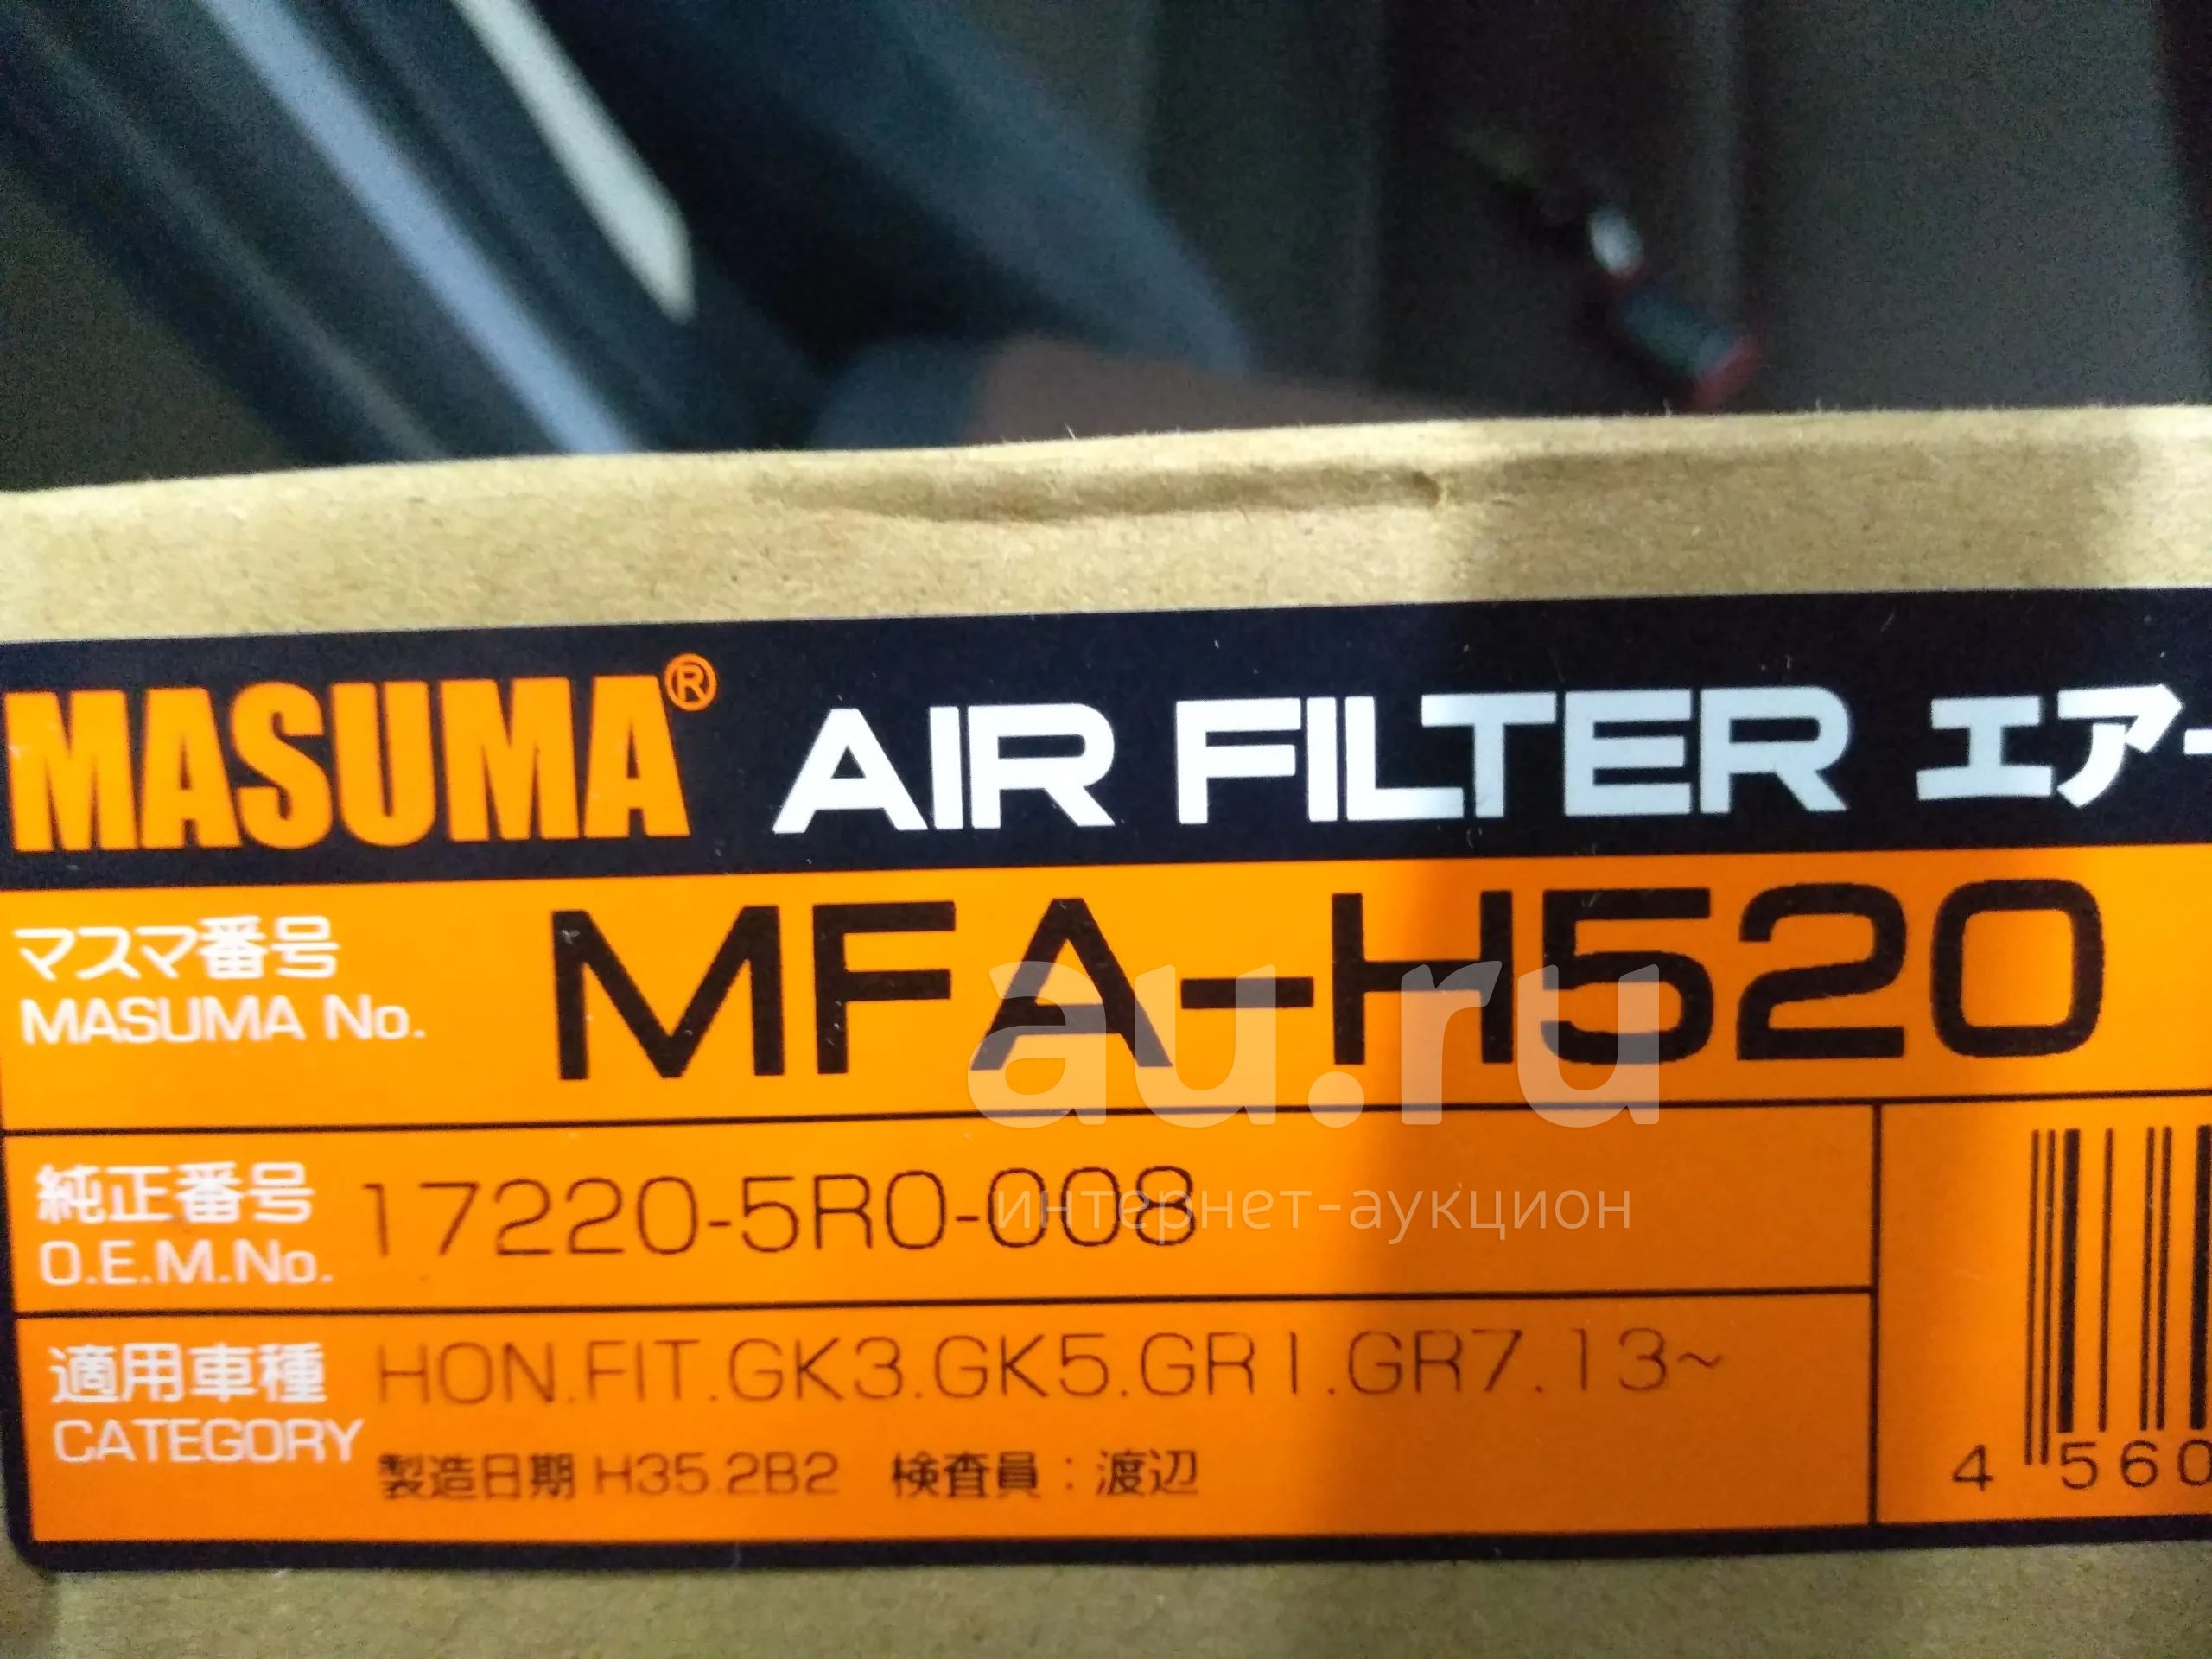 MASUMA® AIR FILTER エアー
マスマ番号
MASUMA No.
MFA-H520
純正番号
O.E.M.No.
17220-5R0-008
適用車種
CATEGORY
HON.FIT.GK3.GK5.GR1.GR7.13~
製造日期 H35.2B2 検査員：渡辺
4 560
au.ru
интернет-аукцион